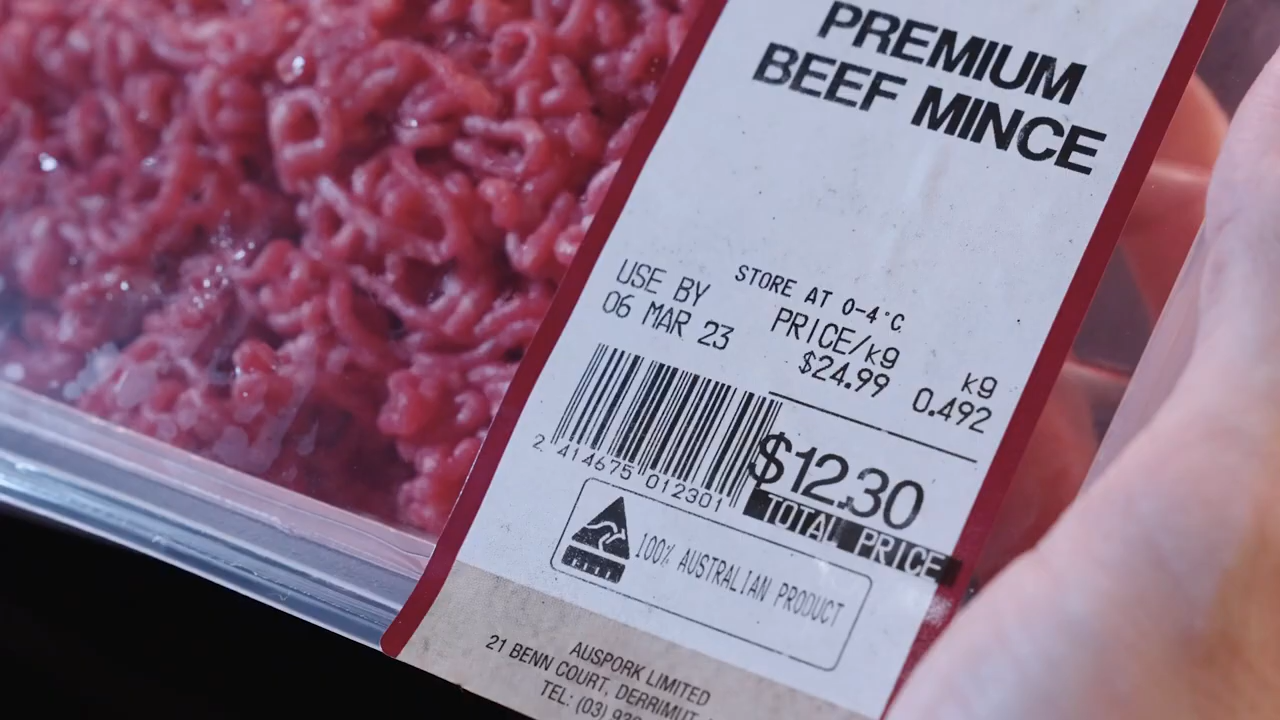 PREMIUM
BEEF MINCE
STORE AT 0-4°C
USE BY
06 MAR 23
PRICE/kg
$24.99
kg
0.492
2 414675 012301
$12.30
TOTAL PRICE
100% AUSTRALIAN PRODUCT
AUSPORK LIMITED
21 BENN COURT, DERRIMUT,
TEL: (03)